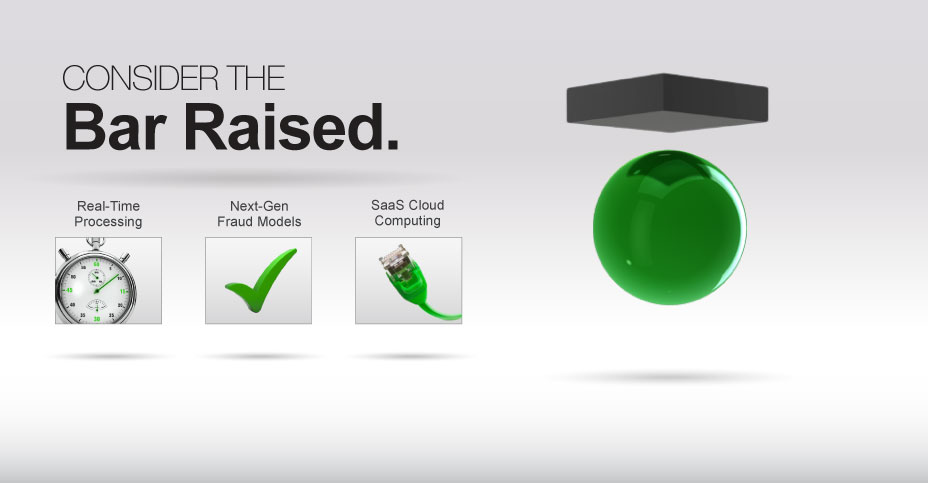 CONSIDER THE
Bar Raised.
Real-Time
Processing
Next-Gen
Fraud Models
SaaS Cloud
Computing